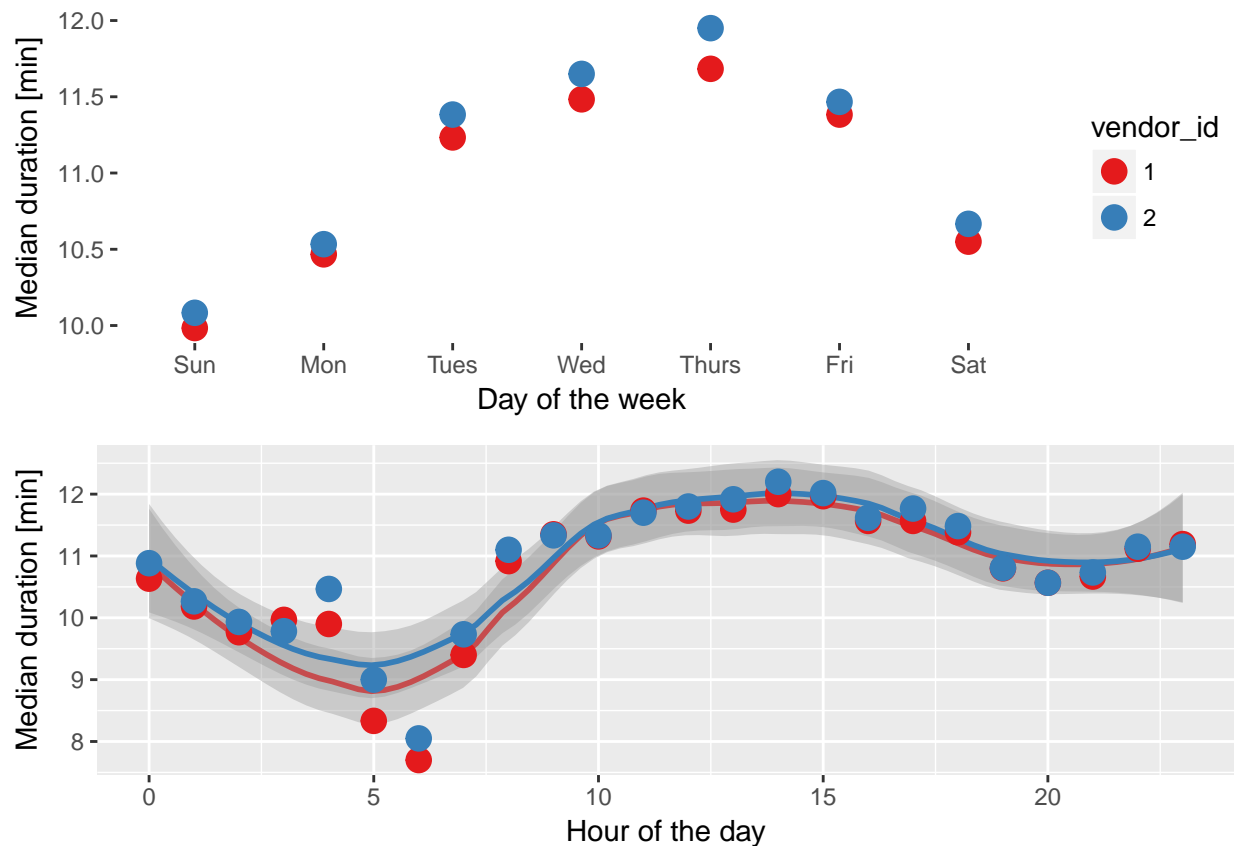 Median duration [min]
12.0
11.5
11.0
10.5
10.0
Sun Mon Tues Wed Thurs Fri Sat
Day of the week
vendor_id
1
2
Median duration [min]
12
11
10
9
8
0 5 10 15 20
Hour of the day